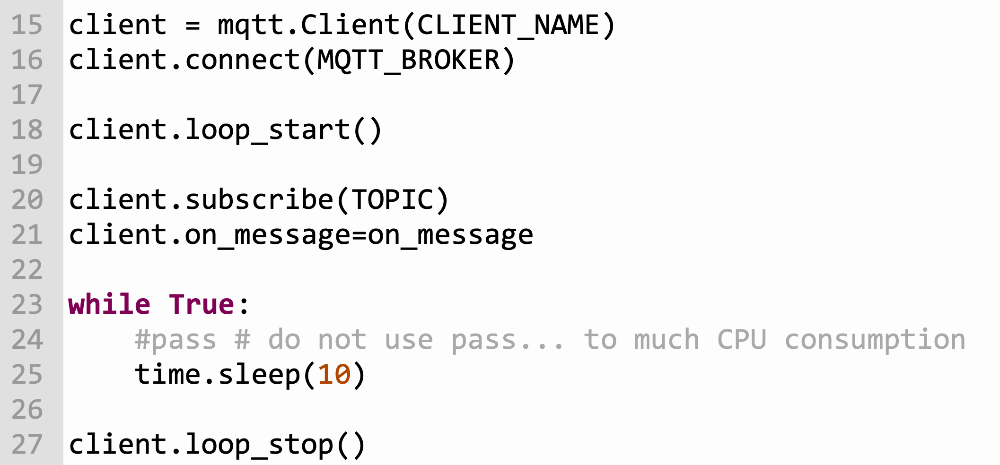 15 client = mqtt.Client(CLIENT_NAME)
16 client.connect(MQTT_BROKER)
17
18 client.loop_start()
19
20 client.subscribe(TOPIC)
21 client.on_message=on_message
22
23 while True:
24     #pass # do not use pass... to much CPU consumption
25     time.sleep(10)
26
27 client.loop_stop()